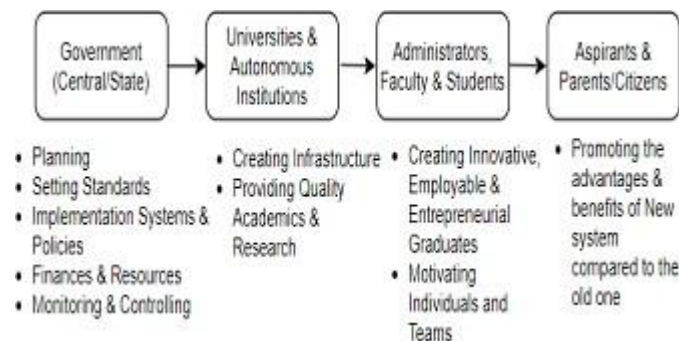 Government
(Central/State)
Universities &
Autonomous
Institutions
Administrators,
Faculty & Students
Aspirants &
Parents/Citizens
• Planning
• Setting Standards
• Implementation Systems &
Policies
• Finances & Resources
• Monitoring & Controlling
• Creating Infrastructure
• Providing Quality
Academics &
Research
• Creating Innovative,
Employable &
Entrepreneurial
Graduates
• Motivating
Individuals and
Teams
• Promoting the
advantages &
benefits of New
system
compared to the
old one